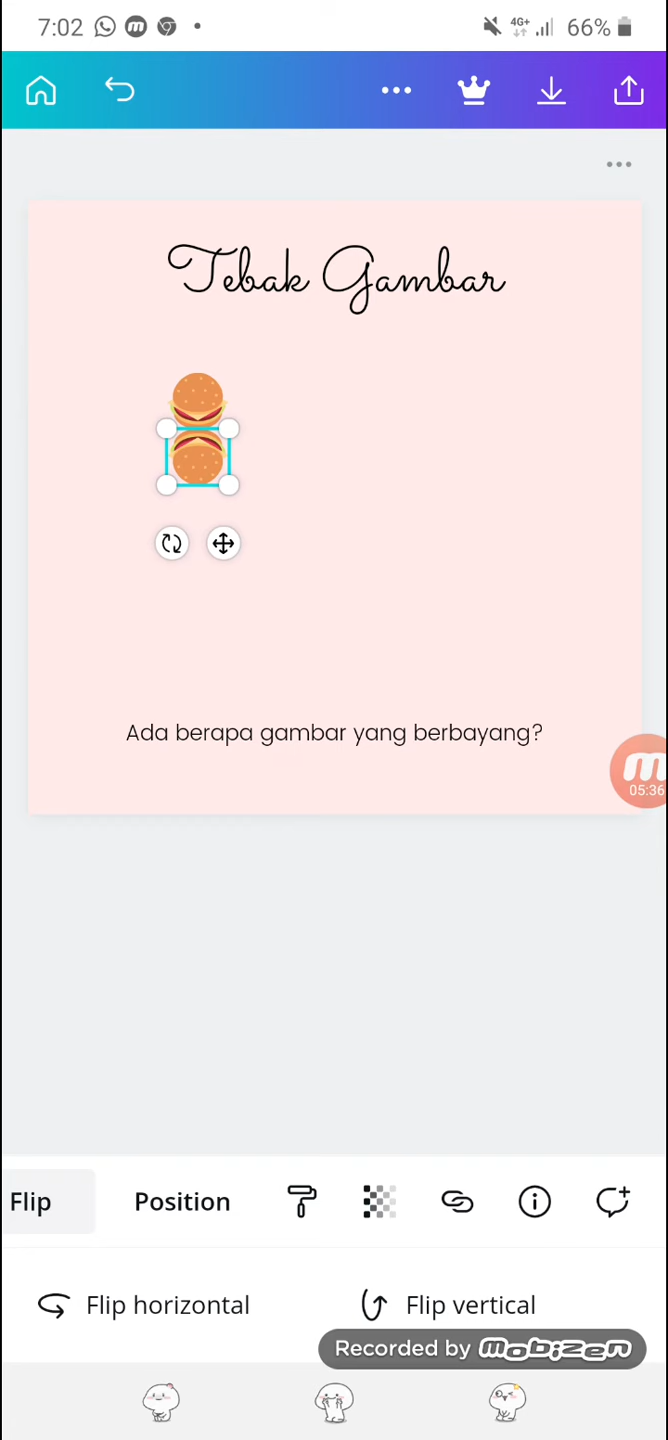 7:02
4G+
66%
Tebak Gambar
Ada berapa gambar yang berbayang?
05:36
Flip
Position
Flip horizontal
Flip vertical
Recorded by mobizen